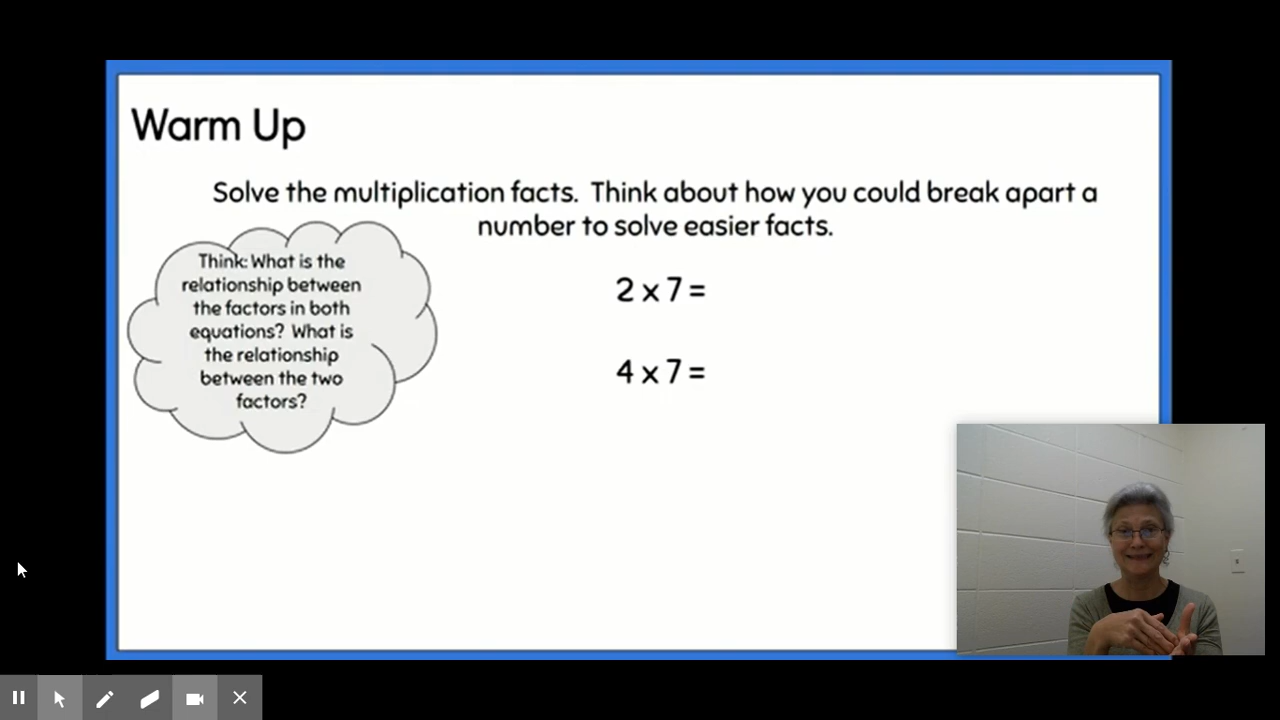 Warm Up
Solve the multiplication facts. Think about how you could break apart a
number to solve easier facts.
Think: What is the
relationship between
the factors in both
equations? What is
the relationship
between the two
factors?
2 x 7 =
4 x 7 =